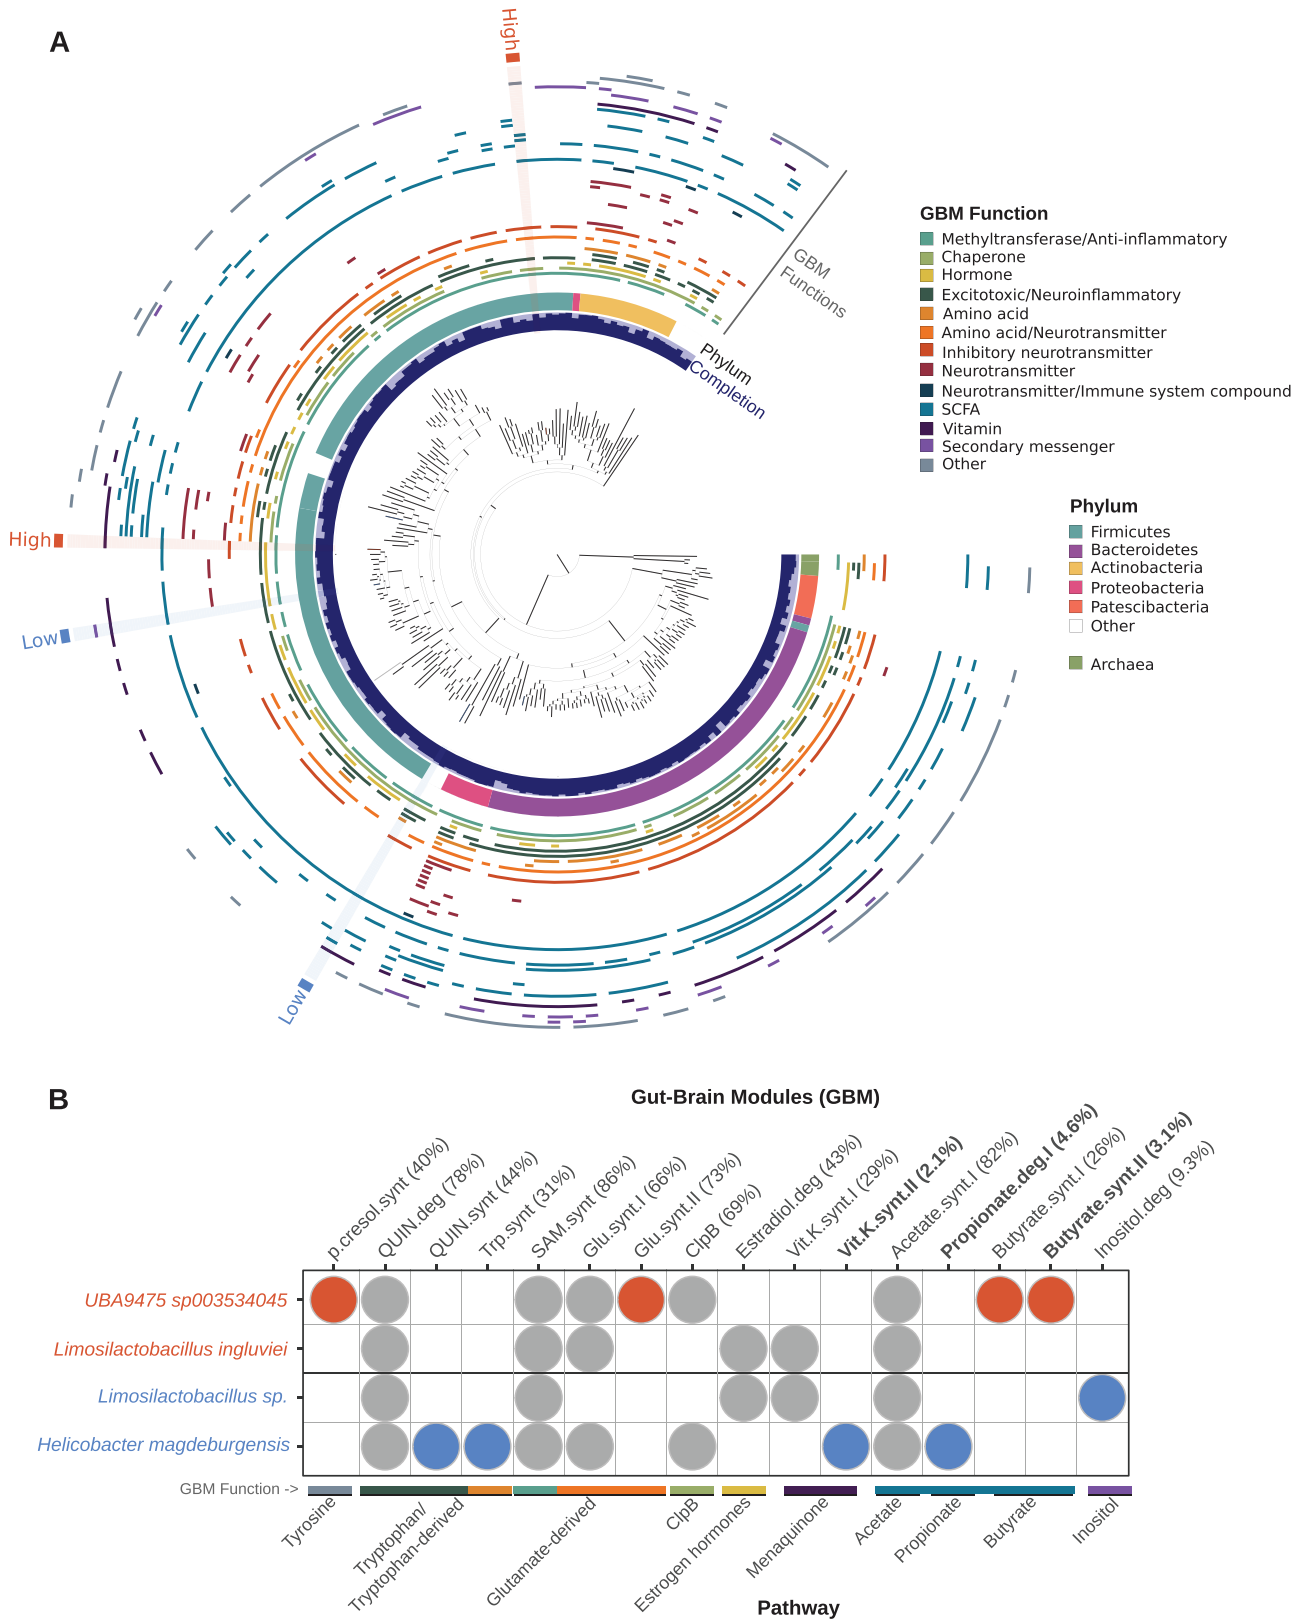 A
High
GBM
Functions
Phylum
Completion
High
Low
Low
GBM Function
Methyltransferase/Anti-inflammatory
Chaperone
Hormone
Excitotoxic/Neuroinflammatory
Amino acid
Amino acid/Neurotransmitter
Inhibitory neurotransmitter
Neurotransmitter
Neurotransmitter/Immune system compound
SCFA
Vitamin
Secondary messenger
Other
Phylum
Firmicutes
Bacteroidetes
Actinobacteria
Proteobacteria
Patescibacteria
Other
Archaea
B
Gut-Brain Modules (GBM)
p.cresol.synt (40%)
QUIN.deg (78%)
QUIN.synt (44%)
Trp.synt (31%)
SAM.synt (86%)
Glu.synt.I (66%)
Glu.synt.II (73%)
ClpB (69%)
Estradiol.deg (43%)
Vit.K.synt.I (29%)
Vit.K.synt.II (2.1%)
Acetate.synt.I (82%)
Propionate.deg.I (4.6%)
Butyrate.synt.I (26%)
Butyrate.synt.II (3.1%)
Inositol.deg (9.3%)
UBA9475 sp003534045
Limosilactobacillus ingluviei
Limosilactobacillus sp.
Helicobacter magdeburgensis
GBM Function ->
Tyrosine
Tryptophan/
Tryptophan-derived
Glutamate-derived
ClpB
Estrogen hormones
Menaquinone
Acetate
Propionate
Butyrate
Inositol
Pathway